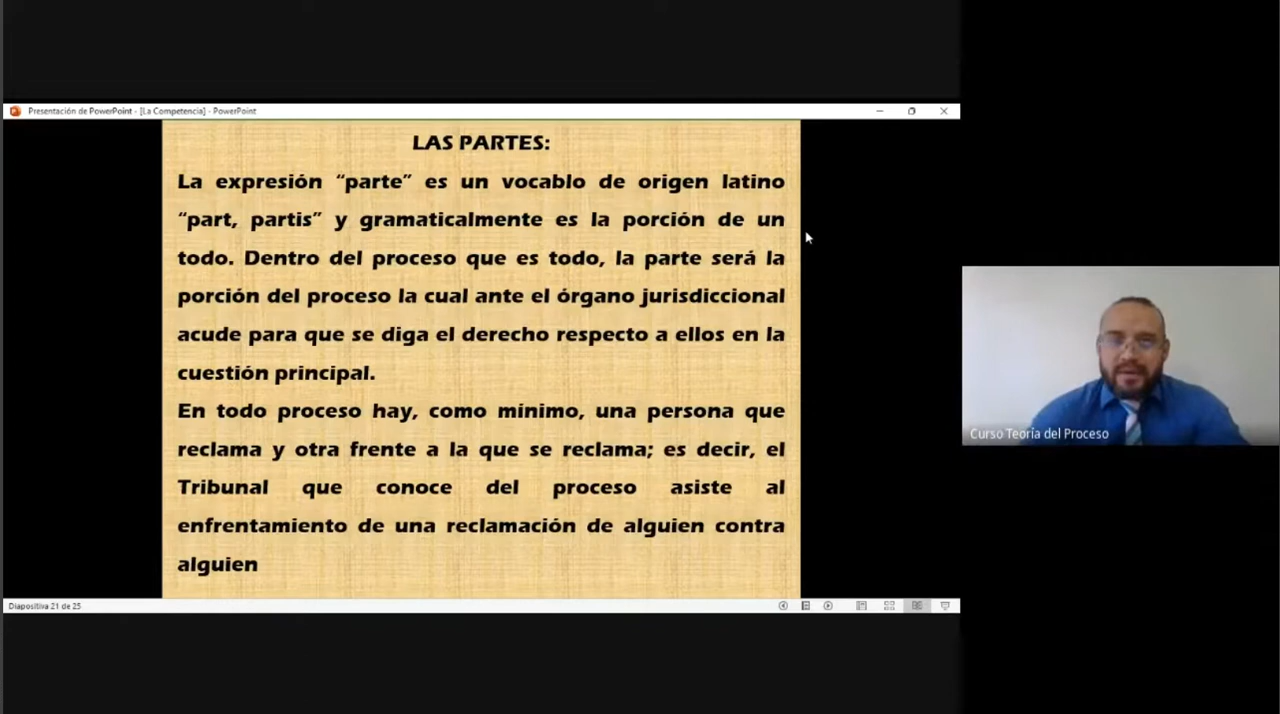 Presentación de PowerPoint - [La Competencia] - PowerPoint
LAS PARTES:
La expresión “parte” es un vocablo de origen latino
“part, partis” y gramaticalmente es la porción de un
todo. Dentro del proceso que es todo, la parte será la
porción del proceso la cual ante el órgano jurisdiccional
acude para que se diga el derecho respecto a ellos en la
cuestión principal.
En todo proceso hay, como mínimo, una persona que
reclama y otra frente a la que se reclama; es decir, el
Tribunal que conoce del proceso asiste al
enfrentamiento de una reclamación de alguien contra
alguien
Curso Teoría del Proceso
Diapositiva 21 de 25